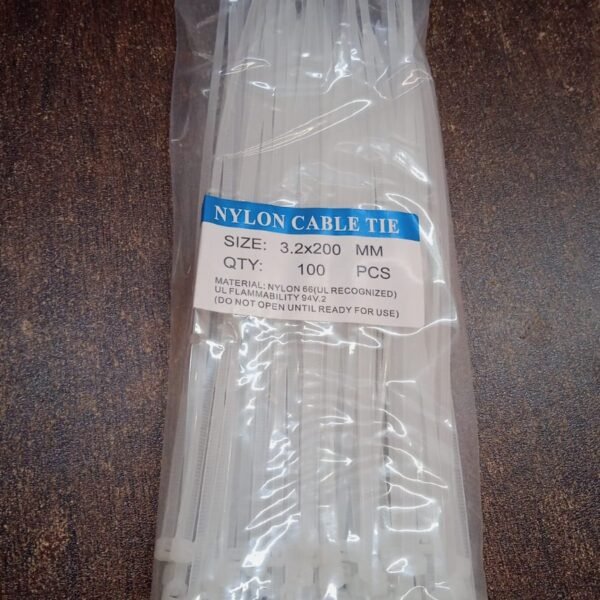 NYLON CABLE TIE
SIZE: 3.2x200 MM
QTY: 100 PCS
MATERIAL: NYLON 66(UL RECOGNIZED)
UL FLAMMABILITY 94V.2
(DO NOT OPEN UNTIL READY FOR USE)